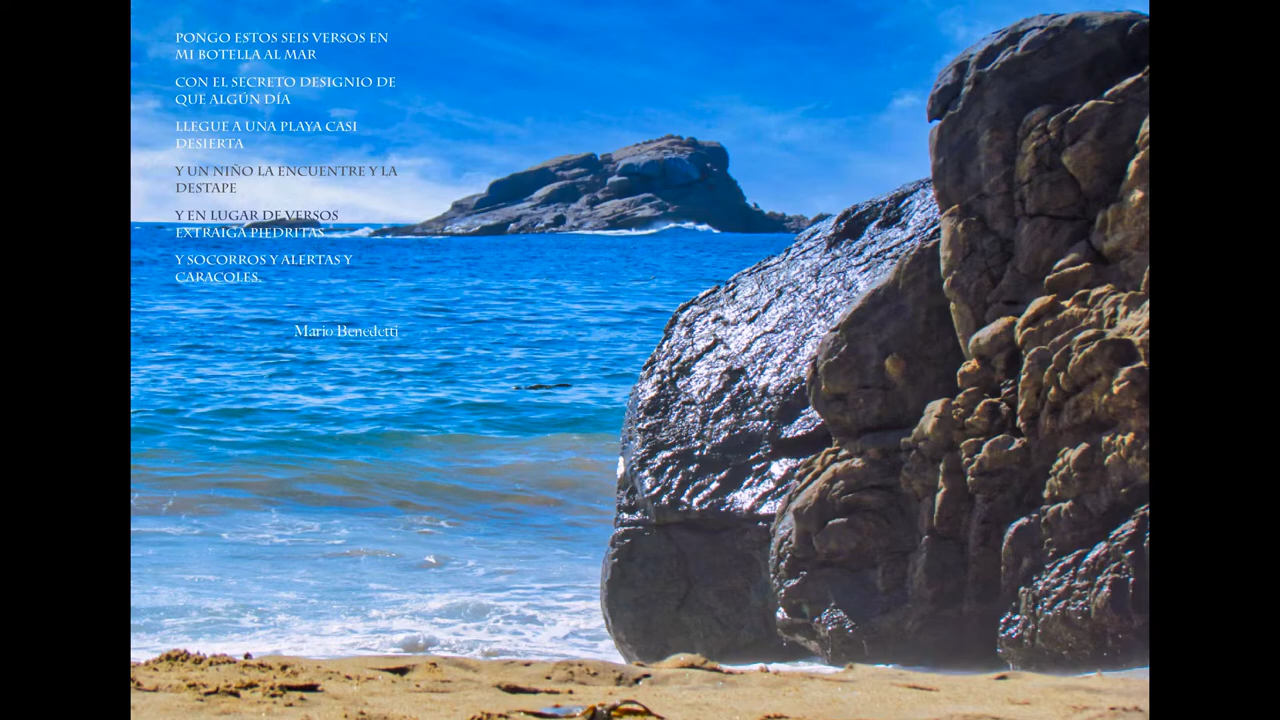 PONGO ESTOS SEIS VERSOS EN
MI BOTELLA AL MAR
CON EL SECRETO DESIGNIO DE
QUE ALGÚN DÍA
LLEGUE A UNA PLAYA CASI
DESIERTA
Y UN NIÑO LA ENCUENTRE Y LA
DESTAPE
Y EN LUGAR DE VERSOS
EXTRAIGA PIEDRITAS
Y SOCORROS Y ALERTAS Y
CARACOLES.
Mario Benedetti